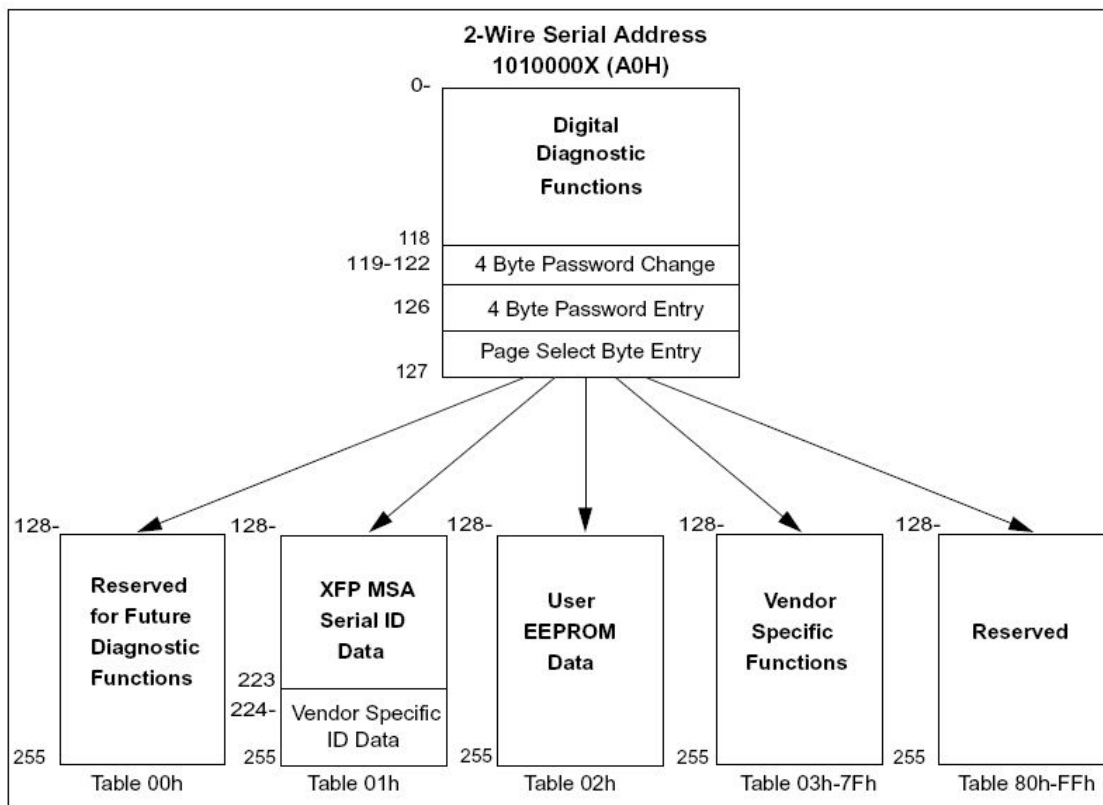 2-Wire Serial Address
1010000X (A0H)
0-
Digital
Diagnostic
Functions
118
119-122
4 Byte Password Change
126
4 Byte Password Entry
Page Select Byte Entry
127
128-
Reserved
for Future
Diagnostic
Functions
255
Table 00h
128-
XFP MSA
Serial ID
Data
223
224-
Vendor Specific
ID Data
255
Table 01h
128-
User
EEPROM
Data
255
Table 02h
128-
Vendor
Specific
Functions
255
Table 03h-7Fh
128-
Reserved
255
Table 80h-FFh